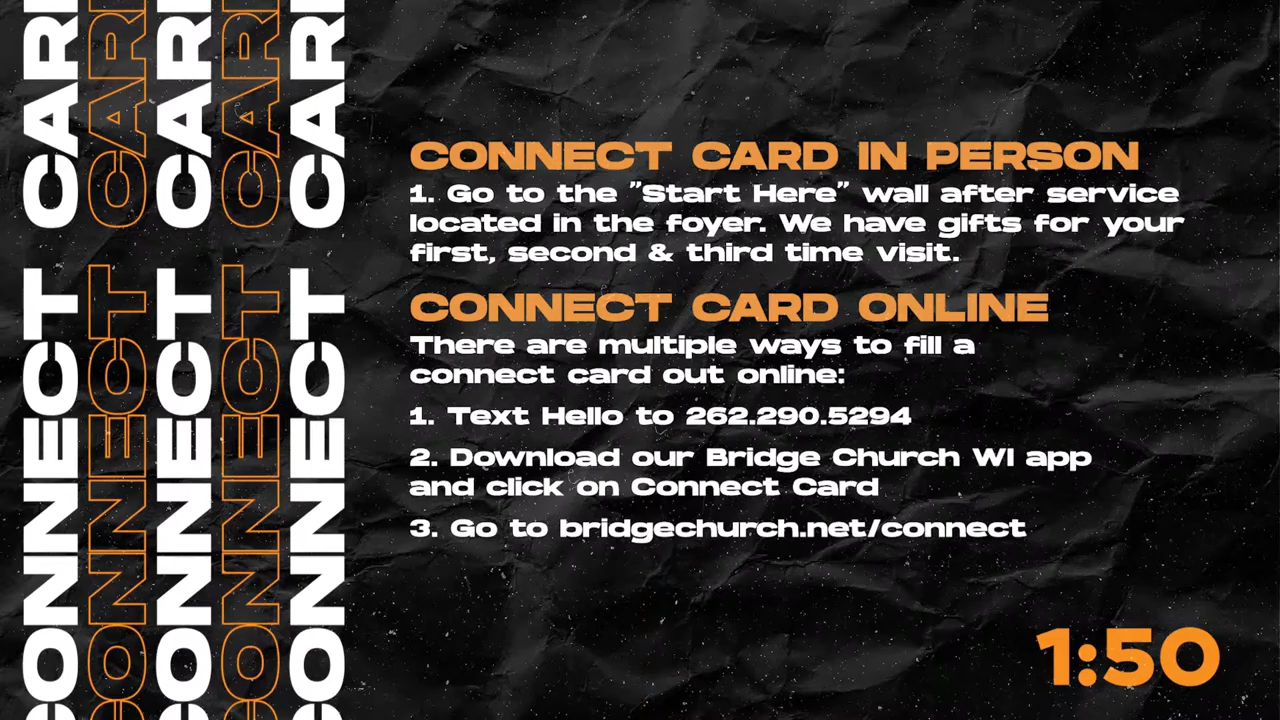 CONNECT CARD
CONNECT CARD
CONNECT CARD
CONNECT CARD
CONNECT CARD
CONNECT CARD IN PERSON
1. Go to the "Start Here" wall after service
located in the foyer. We have gifts for your
first, second & third time visit.
CONNECT CARD ONLINE
There are multiple ways to fill a
connect card out online:
1. Text Hello to 262.290.5294
2. Download our Bridge Church WI app
and click on Connect Card
3. Go to bridgechurch.net/connect
1:50